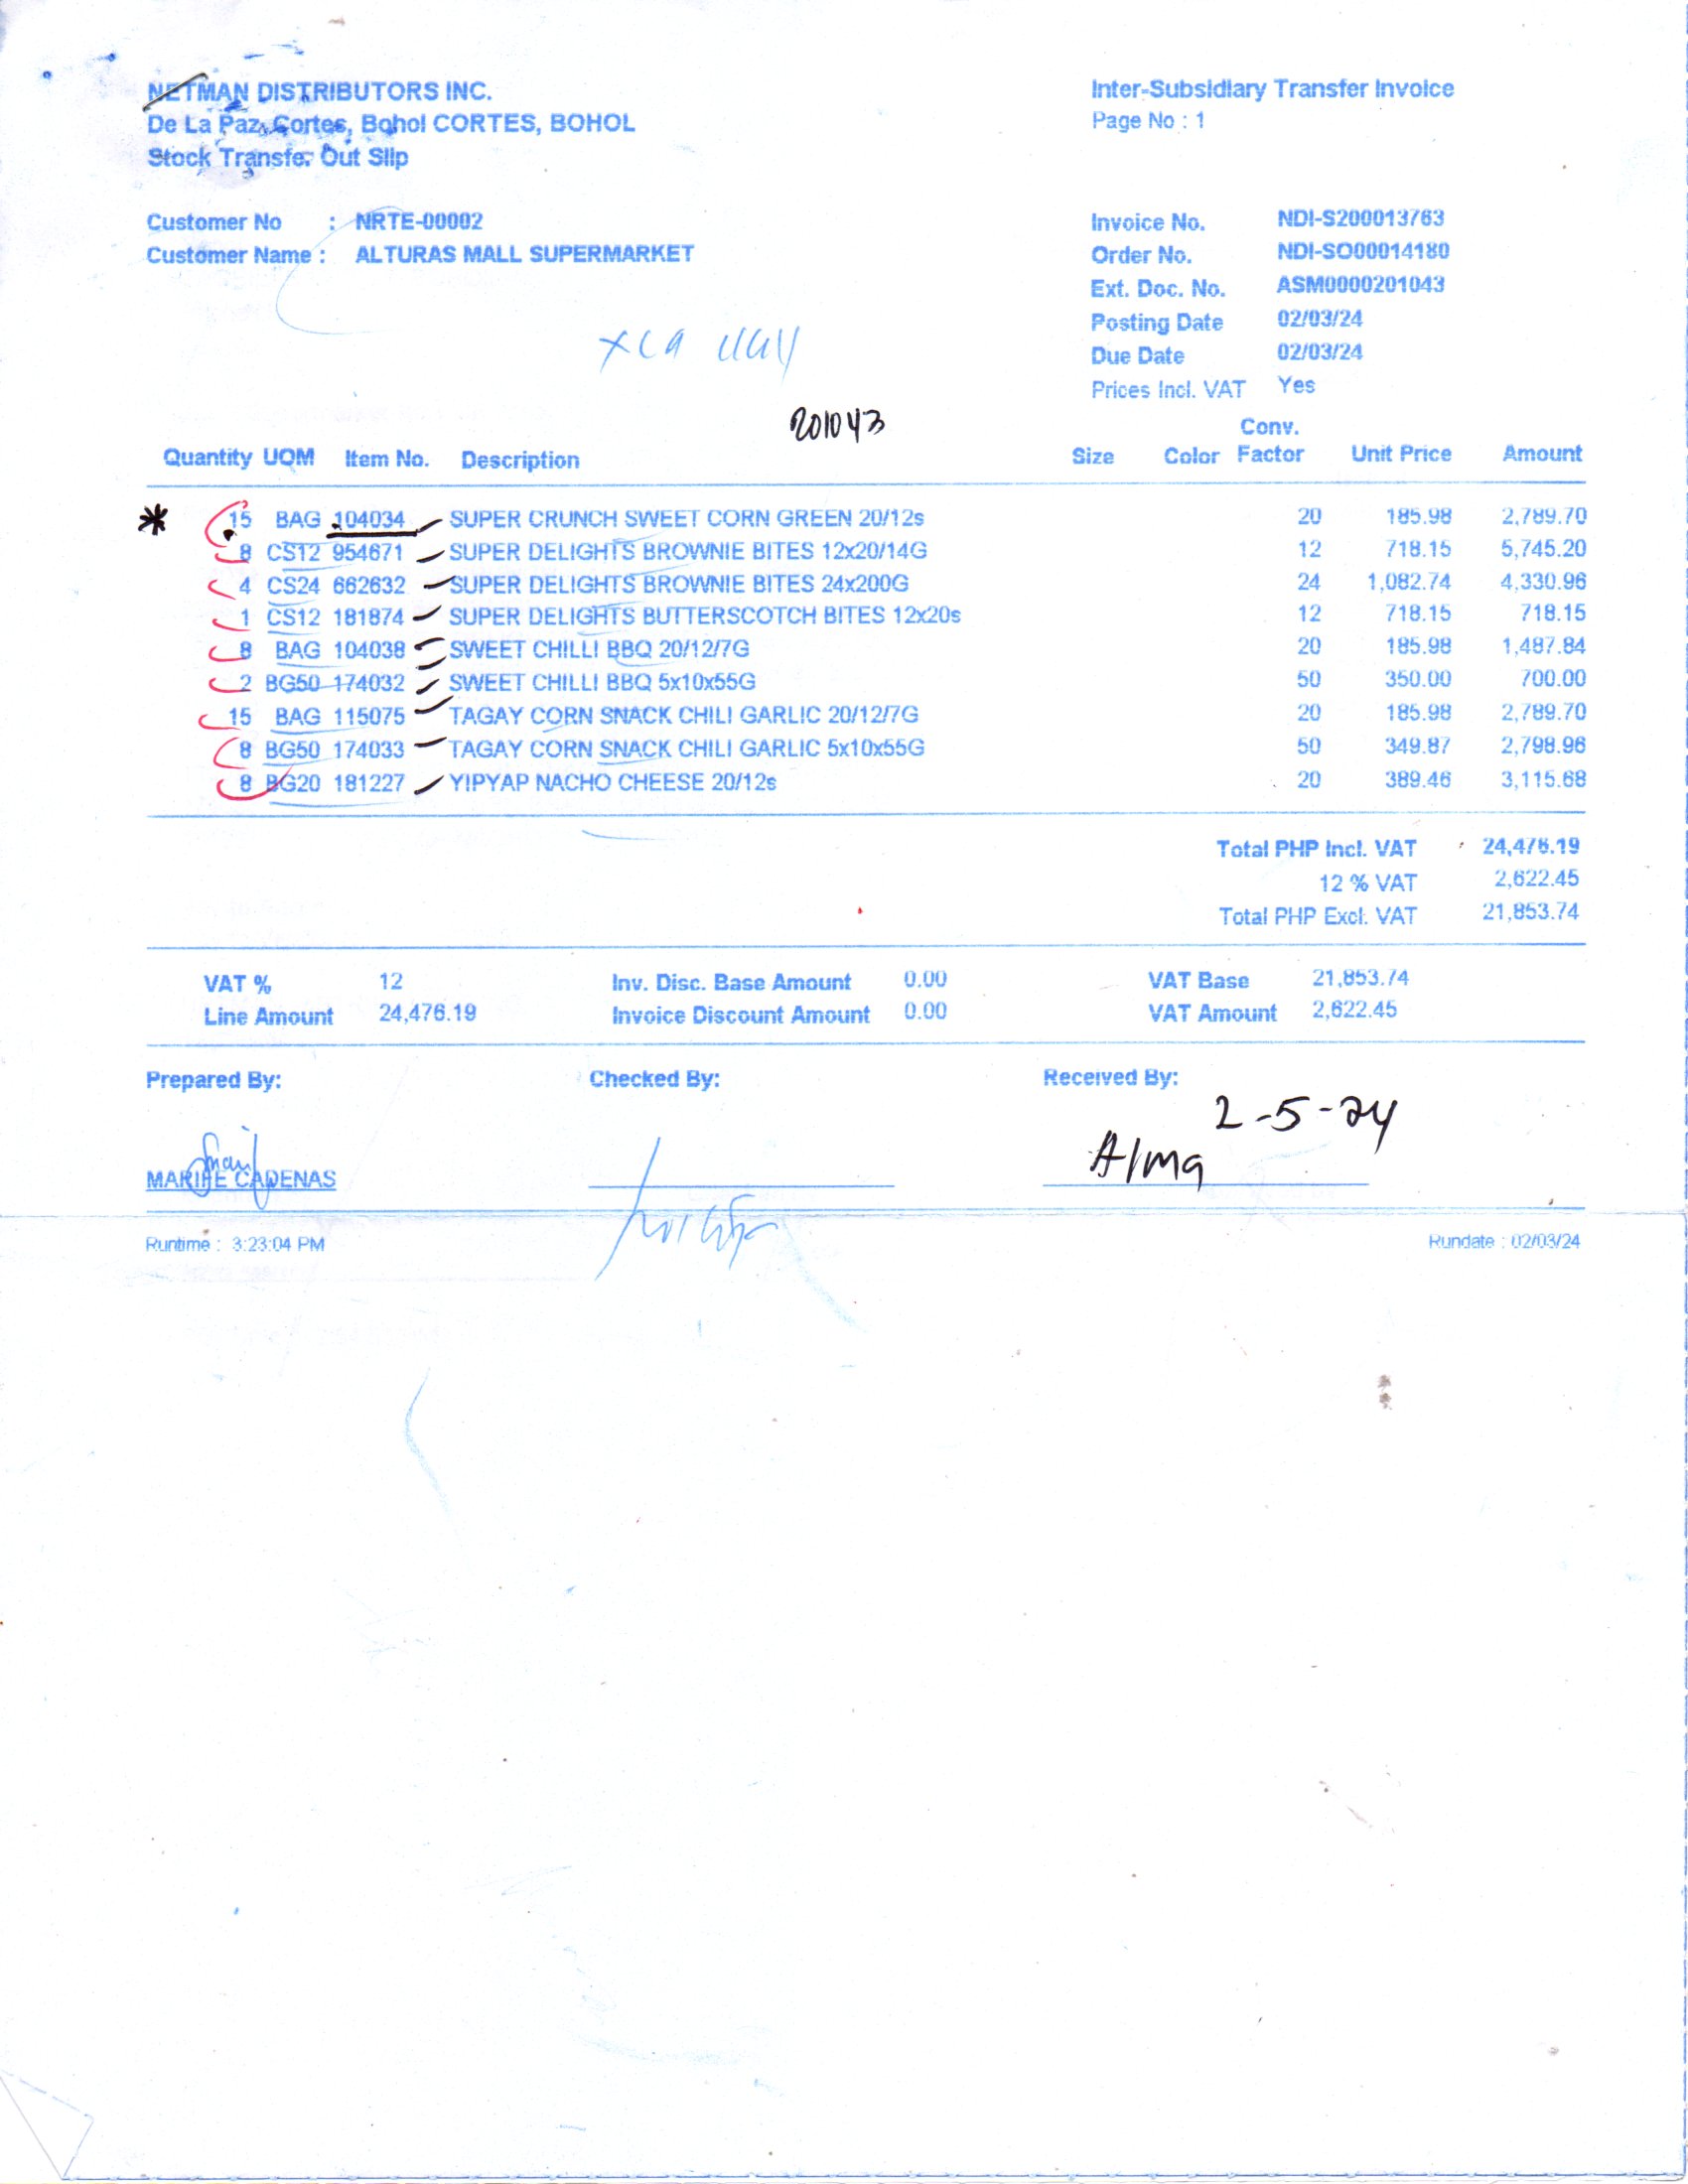 NETMAN DISTRIBUTORS INC.
De La Paz, Cortes, Bohol CORTES, BOHOL
Stock Transfer Out Slip
Inter-Subsidiary Transfer Invoice
Page No : 1
Customer No : NRTE-00002
Customer Name : ALTURAS MALL SUPERMARKET
Invoice No. NDI-S200013763
Order No. NDI-SO00014180
Ext. Doc. No. ASM0000201043
Posting Date 02/03/24
Due Date 02/03/24
Prices Incl. VAT Yes
201043
Quantity UOM Item No. Description Size Color Conv. Factor Unit Price Amount
* 15 BAG 104034 SUPER CRUNCH SWEET CORN GREEN 20/12s 20 185.98 2,789.70
8 CS12 954671 SUPER DELIGHTS BROWNIE BITES 12x20/14G 12 718.15 5,745.20
4 CS24 662632 SUPER DELIGHTS BROWNIE BITES 24x200G 24 1,082.74 4,330.96
1 CS12 181874 SUPER DELIGHTS BUTTERSCOTCH BITES 12x20s 12 718.15 718.15
8 BAG 104038 SWEET CHILLI BBQ 20/12/7G 20 185.98 1,487.84
2 BG50 174032 SWEET CHILLI BBQ 5x10x55G 50 350.00 700.00
15 BAG 115075 TAGAY CORN SNACK CHILI GARLIC 20/12/7G 20 185.98 2,789.70
8 BG50 174033 TAGAY CORN SNACK CHILI GARLIC 5x10x55G 50 349.87 2,798.96
8 BG20 181227 YIPYAP NACHO CHEESE 20/12s 20 389.46 3,115.68
Total PHP Incl. VAT 24,476.19
12 % VAT 2,622.45
Total PHP Excl. VAT 21,853.74
VAT % 12 Inv. Disc. Base Amount 0.00 VAT Base 21,853.74
Line Amount 24,476.19 Invoice Discount Amount 0.00 VAT Amount 2,622.45
Prepared By: Checked By: Received By:
2-5-24
Alma
MARIFE CADENAS
Runtime : 3:23:04 PM Rundate : 02/03/24